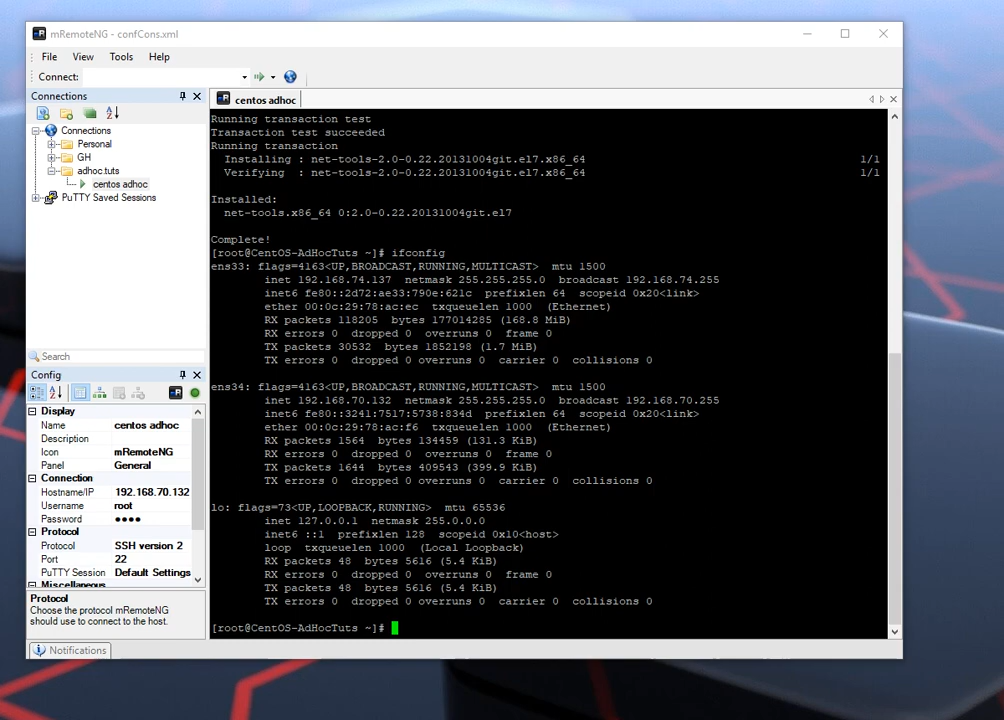 mRemoteNG - confCons.xml
File View Tools Help
Connect:
Connections
Connections
Personal
GH
adhoc.tuts
centos adhoc
PuTTY Saved Sessions
Search
Config
Display
Name centos adhoc
Description
Icon mRemoteNG
Panel General
Connection
Hostname/IP 192.168.70.132
Username root
Password ●●●●
Protocol
Protocol SSH version 2
Port 22
PuTTY Session Default Settings
Miscellaneous
Protocol
Choose the protocol mRemoteNG
should use to connect to the host.
Notifications
centos adhoc
Running transaction test
Transaction test succeeded
Running transaction
Installing : net-tools-2.0-0.22.20131004git.el7.x86_64 1/1
Verifying : net-tools-2.0-0.22.20131004git.el7.x86_64 1/1
Installed:
net-tools.x86_64 0:2.0-0.22.20131004git.el7
Complete!
[root@CentOS-AdHocTuts ~]# ifconfig
ens33: flags=4163<UP,BROADCAST,RUNNING,MULTICAST> mtu 1500
inet 192.168.74.137 netmask 255.255.255.0 broadcast 192.168.74.255
inet6 fe80::2d72:ae33:790e:621c prefixlen 64 scopeid 0x20<link>
ether 00:0c:29:78:ac:ec txqueuelen 1000 (Ethernet)
RX packets 118205 bytes 177014285 (168.8 MiB)
RX errors 0 dropped 0 overruns 0 frame 0
TX packets 30532 bytes 1852198 (1.7 MiB)
TX errors 0 dropped 0 overruns 0 carrier 0 collisions 0
ens34: flags=4163<UP,BROADCAST,RUNNING,MULTICAST> mtu 1500
inet 192.168.70.132 netmask 255.255.255.0 broadcast 192.168.70.255
inet6 fe80::3241:7517:5738:834d prefixlen 64 scopeid 0x20<link>
ether 00:0c:29:78:ac:f6 txqueuelen 1000 (Ethernet)
RX packets 1564 bytes 134459 (131.3 KiB)
RX errors 0 dropped 0 overruns 0 frame 0
TX packets 1644 bytes 409543 (399.9 KiB)
TX errors 0 dropped 0 overruns 0 carrier 0 collisions 0
lo: flags=73<UP,LOOPBACK,RUNNING> mtu 65536
inet 127.0.0.1 netmask 255.0.0.0
inet6 ::1 prefixlen 128 scopeid 0x10<host>
loop txqueuelen 1000 (Local Loopback)
RX packets 48 bytes 5616 (5.4 KiB)
RX errors 0 dropped 0 overruns 0 frame 0
TX packets 48 bytes 5616 (5.4 KiB)
TX errors 0 dropped 0 overruns 0 carrier 0 collisions 0
[root@CentOS-AdHocTuts ~]#